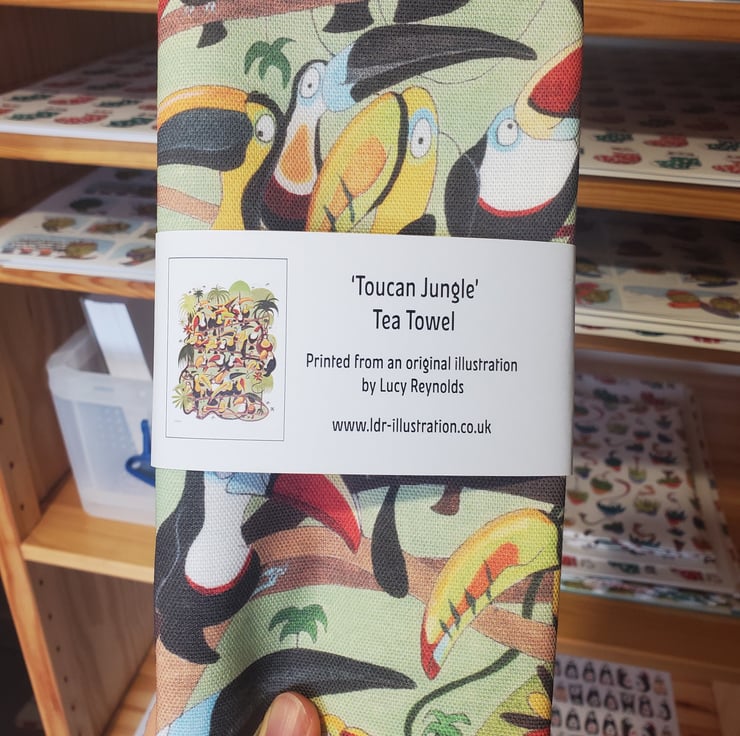 ‘Toucan Jungle’
Tea Towel
Printed from an original illustration
by Lucy Reynolds
www.ldr-illustration.co.uk